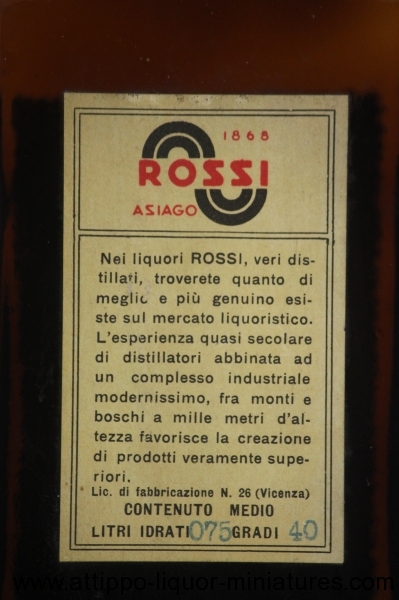 1868
ROSSI
ASIAGO
Nei liquori ROSSI, veri dis-
tillati, troverete quanto di
meglio e più genuino esi-
ste sul mercato liquoristico.
L'esperienza quasi secolare
di distillatori abbinata ad
un complesso industriale
modernissimo, fra monti e
boschi a mille metri d'al-
tezza favorisce la creazione
di prodotti veramente supe-
riori.
Lic. di fabbricazione N. 26 (Vicenza)
CONTENUTO MEDIO
LITRI IDRATI 075 GRADI 40
www.attippo-liquor-miniatures.com